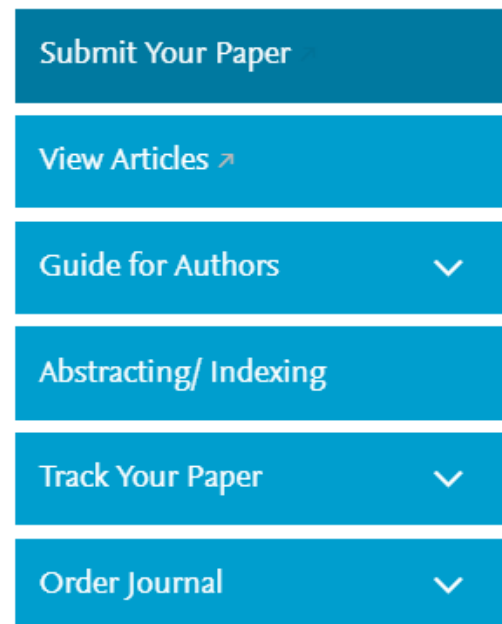 Submit Your Paper
View Articles
Guide for Authors
Abstracting/ Indexing
Track Your Paper
Order Journal